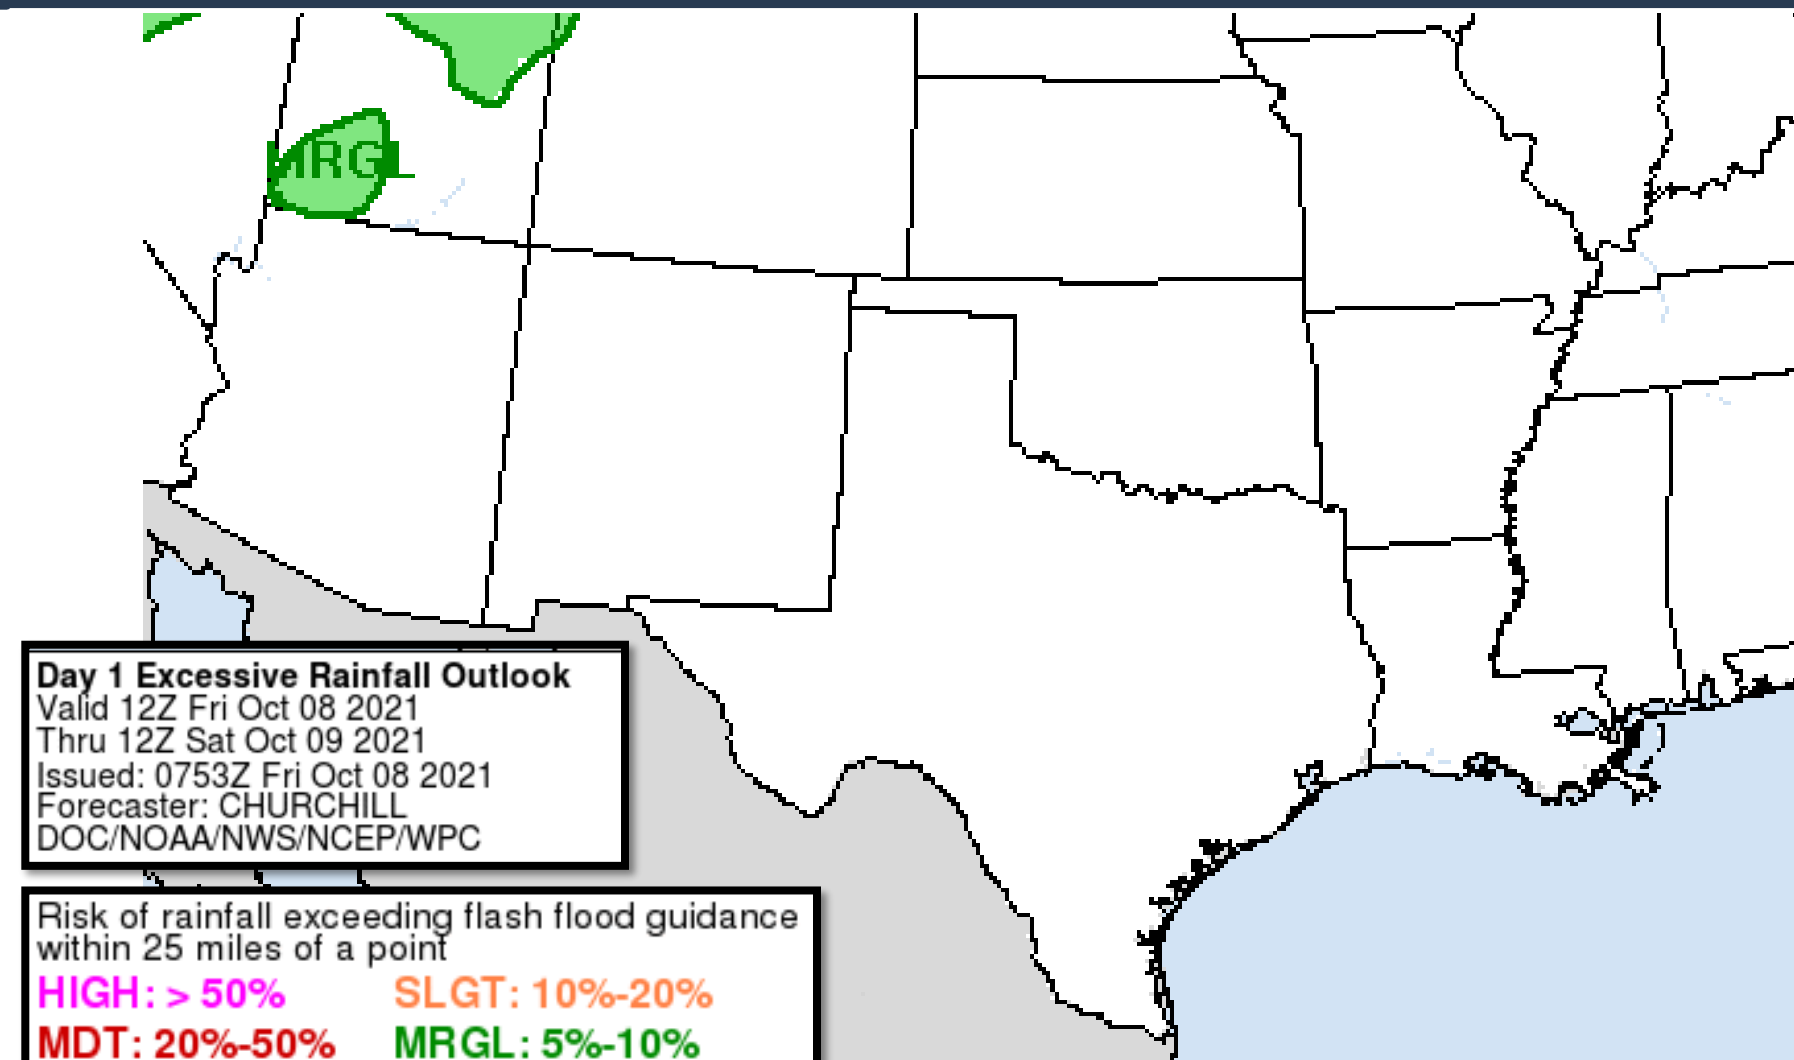 MRGL
Day 1 Excessive Rainfall Outlook
Valid 12Z Fri Oct 08 2021
Thru 12Z Sat Oct 09 2021
Issued: 0753Z Fri Oct 08 2021
Forecaster: CHURCHILL
DOC/NOAA/NWS/NCEP/WPC
Risk of rainfall exceeding flash flood guidance
within 25 miles of a point
HIGH: > 50% SLGT: 10%-20%
MDT: 20%-50% MRGL: 5%-10%